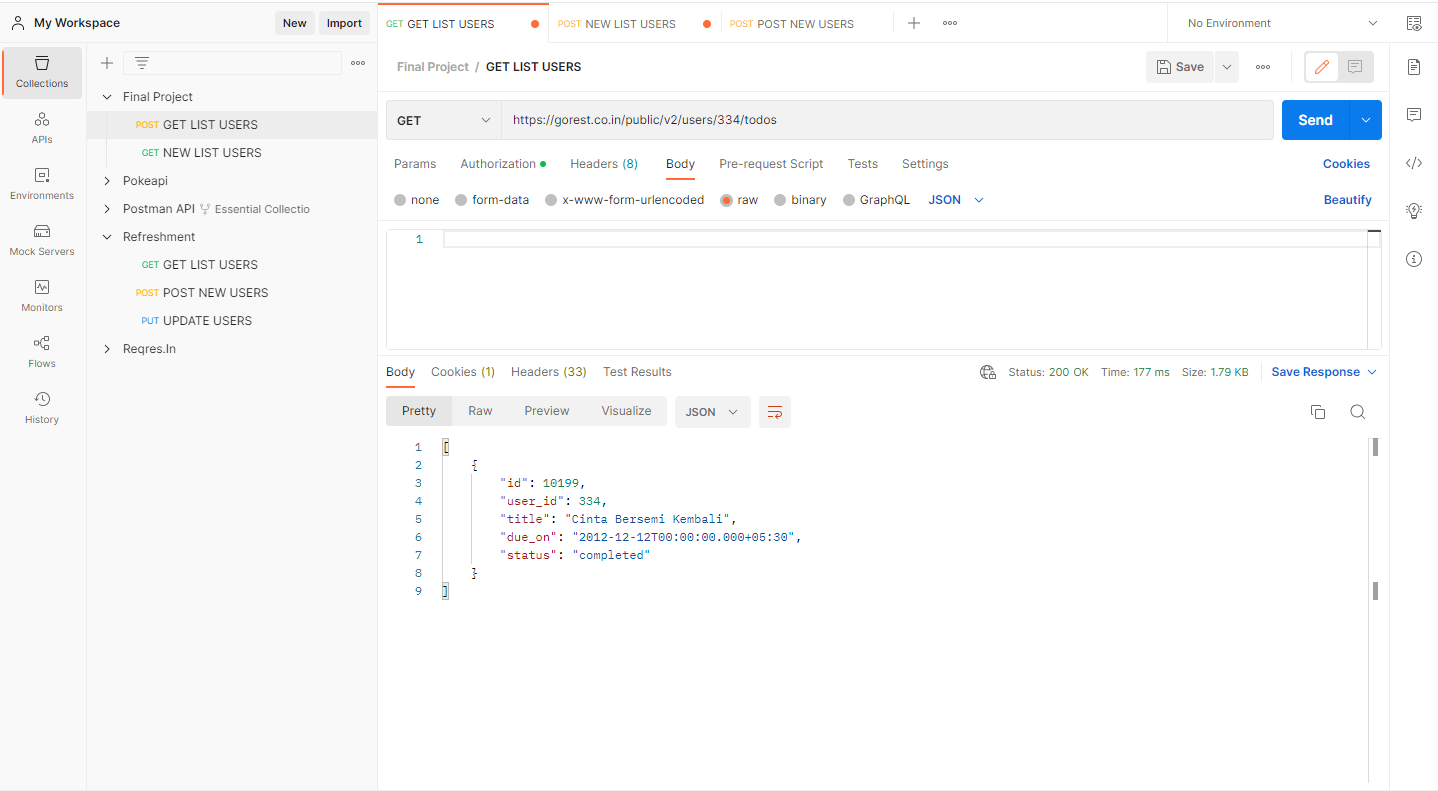 My Workspace New Import
GET GET LIST USERS POST NEW LIST USERS POST POST NEW USERS No Environment
Collections
APIs
Environments
Mock Servers
Monitors
Flows
History
Final Project
POST GET LIST USERS
GET NEW LIST USERS
Pokeapi
Postman API Essential Collectio
Refreshment
GET GET LIST USERS
POST POST NEW USERS
PUT UPDATE USERS
Reqres.In
Final Project / GET LIST USERS Save
GET https://gorest.co.in/public/v2/users/334/todos Send
Params Authorization Headers (8) Body Pre-request Script Tests Settings Cookies
none form-data x-www-form-urlencoded raw binary GraphQL JSON Beautify
1
Body Cookies (1) Headers (33) Test Results Status: 200 OK Time: 177 ms Size: 1.79 KB Save Response
Pretty Raw Preview Visualize JSON
1 [
2 {
3 "id": 10199,
4 "user_id": 334,
5 "title": "Cinta Bersemi Kembali",
6 "due_on": "2012-12-12T00:00:00.000+05:30",
7 "status": "completed"
8 }
9 ]